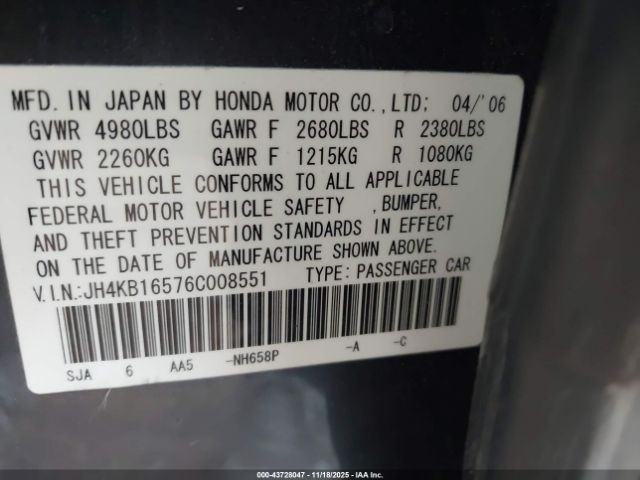 MFD. IN JAPAN BY HONDA MOTOR CO.,LTD: 04/'06
GVWR 4980LBS GAWR F 2680LBS R 2380LBS
GVWR 2260KG GAWR F 1215KG R 1080KG
THIS VEHICLE CONFORMS TO ALL APPLICABLE
FEDERAL MOTOR VEHICLE SAFETY ,BUMPER,
AND THEFT PREVENTION STANDARDS IN EFFECT
ON THE DATE OF MANUFACTURE SHOWN ABOVE.
V.I.N.:JH4KB16576C008551 TYPE: PASSENGER CAR
SJA 6 AA5 -NH658P -A -C
00-43728047 - 11/18/2025 - IAA Inc.